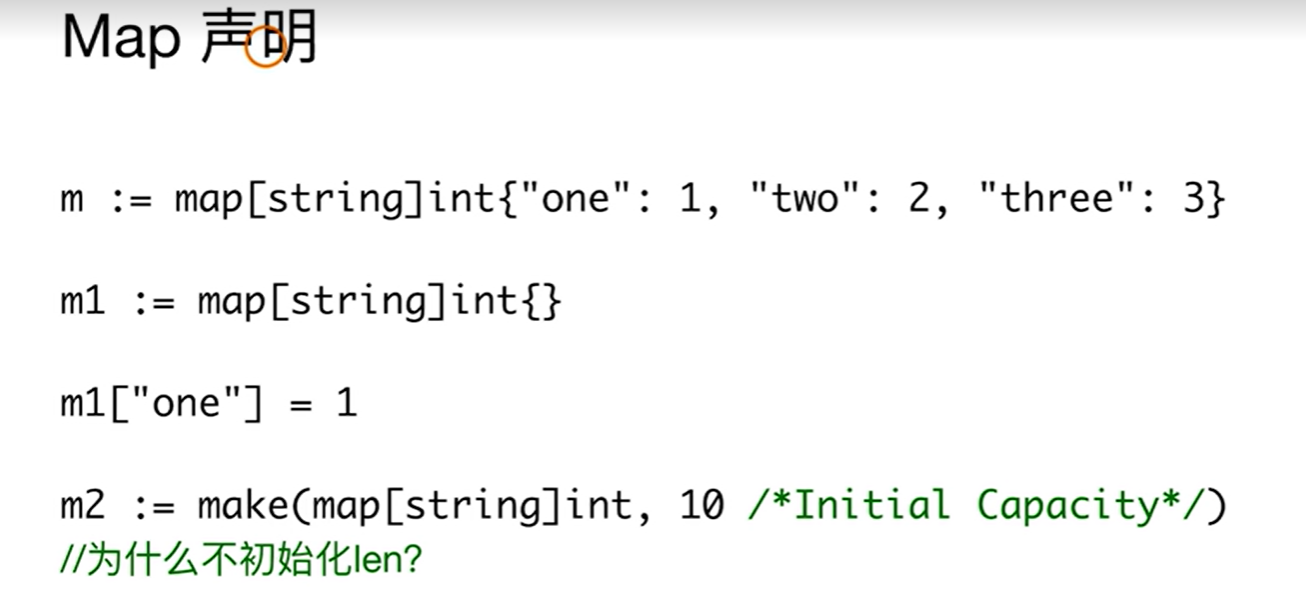 Map 声明
m := map[string]int{"one": 1, "two": 2, "three": 3}
m1 := map[string]int{}
m1["one"] = 1
m2 := make(map[string]int, 10 /*Initial Capacity*/)
//为什么不初始化len?